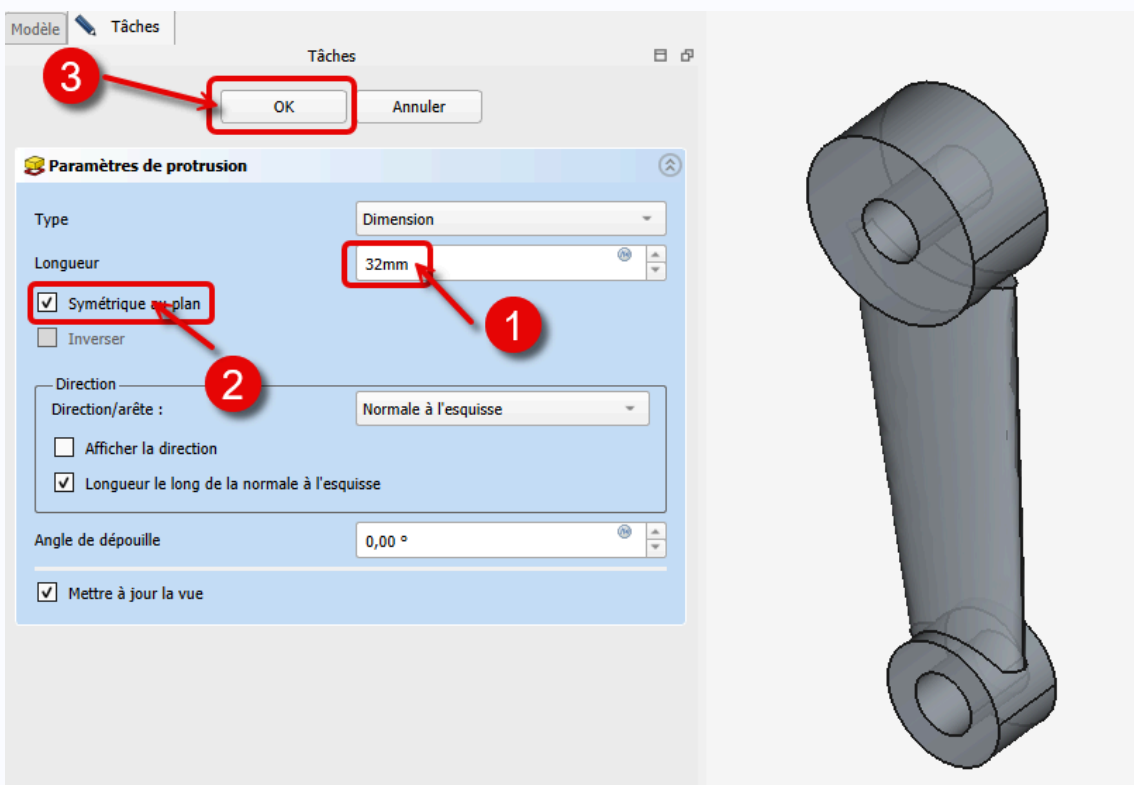 Modèle Tâches
Tâches
3
OK Annuler
Paramètres de protrusion
Type Dimension
Longueur 32mm
Symétrique au plan
1
Inverser
2
Direction
Direction/arête : Normale à l'esquisse
Afficher la direction
Longueur le long de la normale à l'esquisse
Angle de dépouille 0,00 °
Mettre à jour la vue